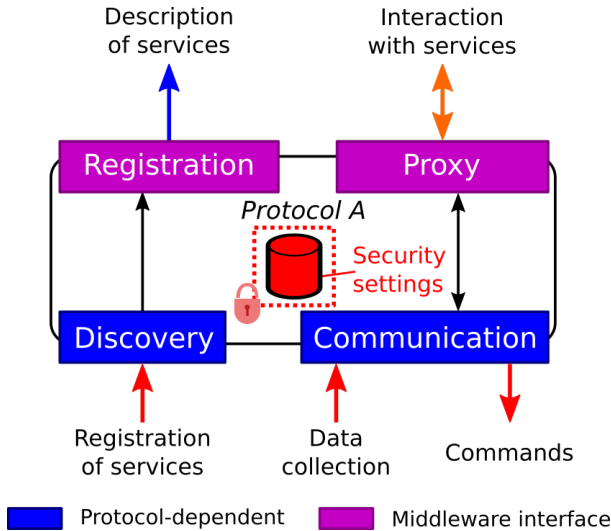 Description
of services
Interaction
with services
Registration
Proxy
Protocol A
Security
settings
Discovery
Communication
Registration
of services
Data
collection
Commands
Protocol-dependent
Middleware interface